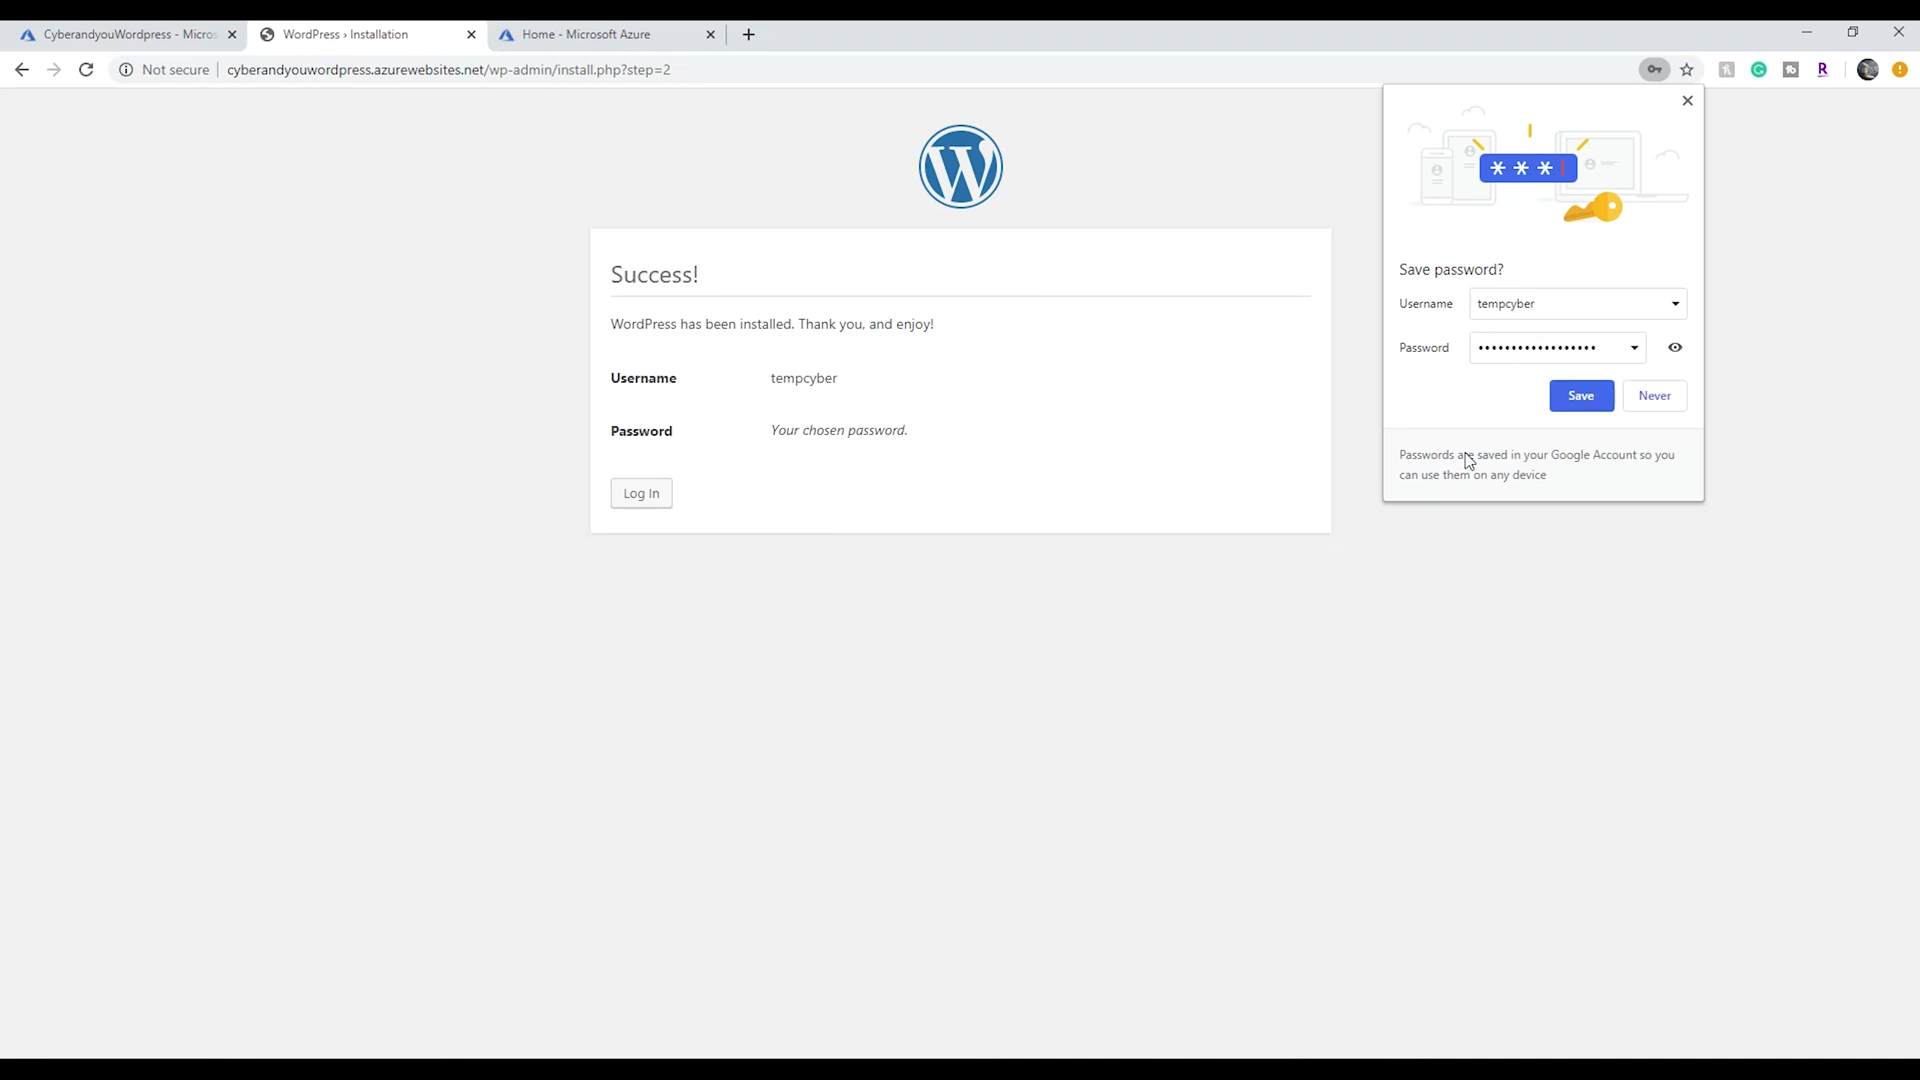 CyberandyouWordpress - Micros
WordPress › Installation
Home - Microsoft Azure
Not secure
cyberandyouwordpress.azurewebsites.net/wp-admin/install.php?step=2
Success!
WordPress has been installed. Thank you, and enjoy!
Username tempcyber
Password Your chosen password.
Log In
Save password?
Username tempcyber
Password ••••••••••••••••••
Save Never
Passwords are saved in your Google Account so you
can use them on any device